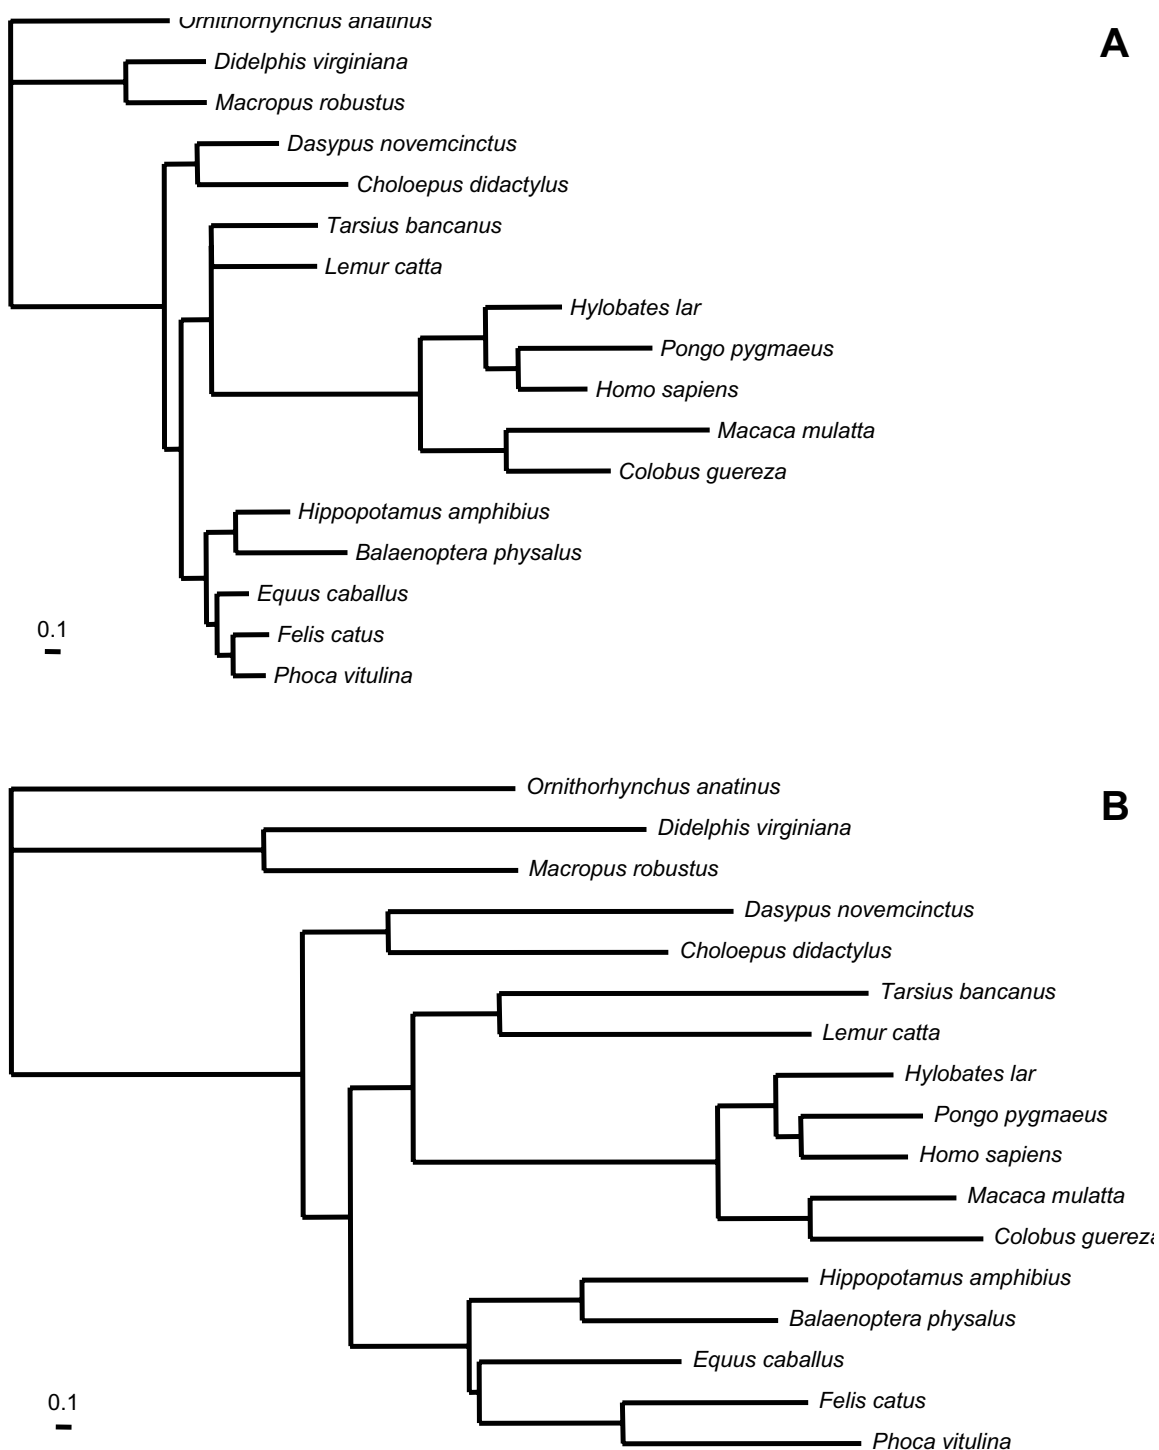 Ornithorhynchus anatinus
A
Didelphis virginiana
Macropus robustus
Dasypus novemcinctus
Choloepus didactylus
Tarsius bancanus
Lemur catta
Hylobates lar
Pongo pygmaeus
Homo sapiens
Macaca mulatta
Colobus guereza
Hippopotamus amphibius
Balaenoptera physalus
Equus caballus
0.1
Felis catus
Phoca vitulina
Ornithorhynchus anatinus
B
Didelphis virginiana
Macropus robustus
Dasypus novemcinctus
Choloepus didactylus
Tarsius bancanus
Lemur catta
Hylobates lar
Pongo pygmaeus
Homo sapiens
Macaca mulatta
Colobus guereza
Hippopotamus amphibius
Balaenoptera physalus
Equus caballus
0.1
Felis catus
Phoca vitulina